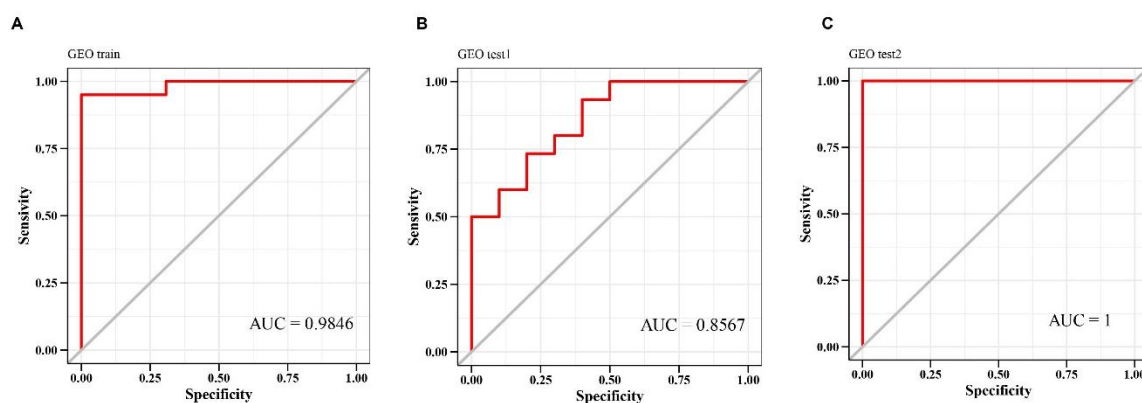 A
GEO train
1.00
0.75
0.50
0.25
0.00
Sensivity
AUC = 0.9846
0.00 0.25 0.50 0.75 1.00
Specificity
B
GEO test1
1.00
0.75
0.50
0.25
0.00
Sensivity
AUC = 0.8567
0.00 0.25 0.50 0.75 1.00
Specificity
C
GEO test2
1.00
0.75
0.50
0.25
0.00
Sensivity
AUC = 1
0.00 0.25 0.50 0.75 1.00
Specificity